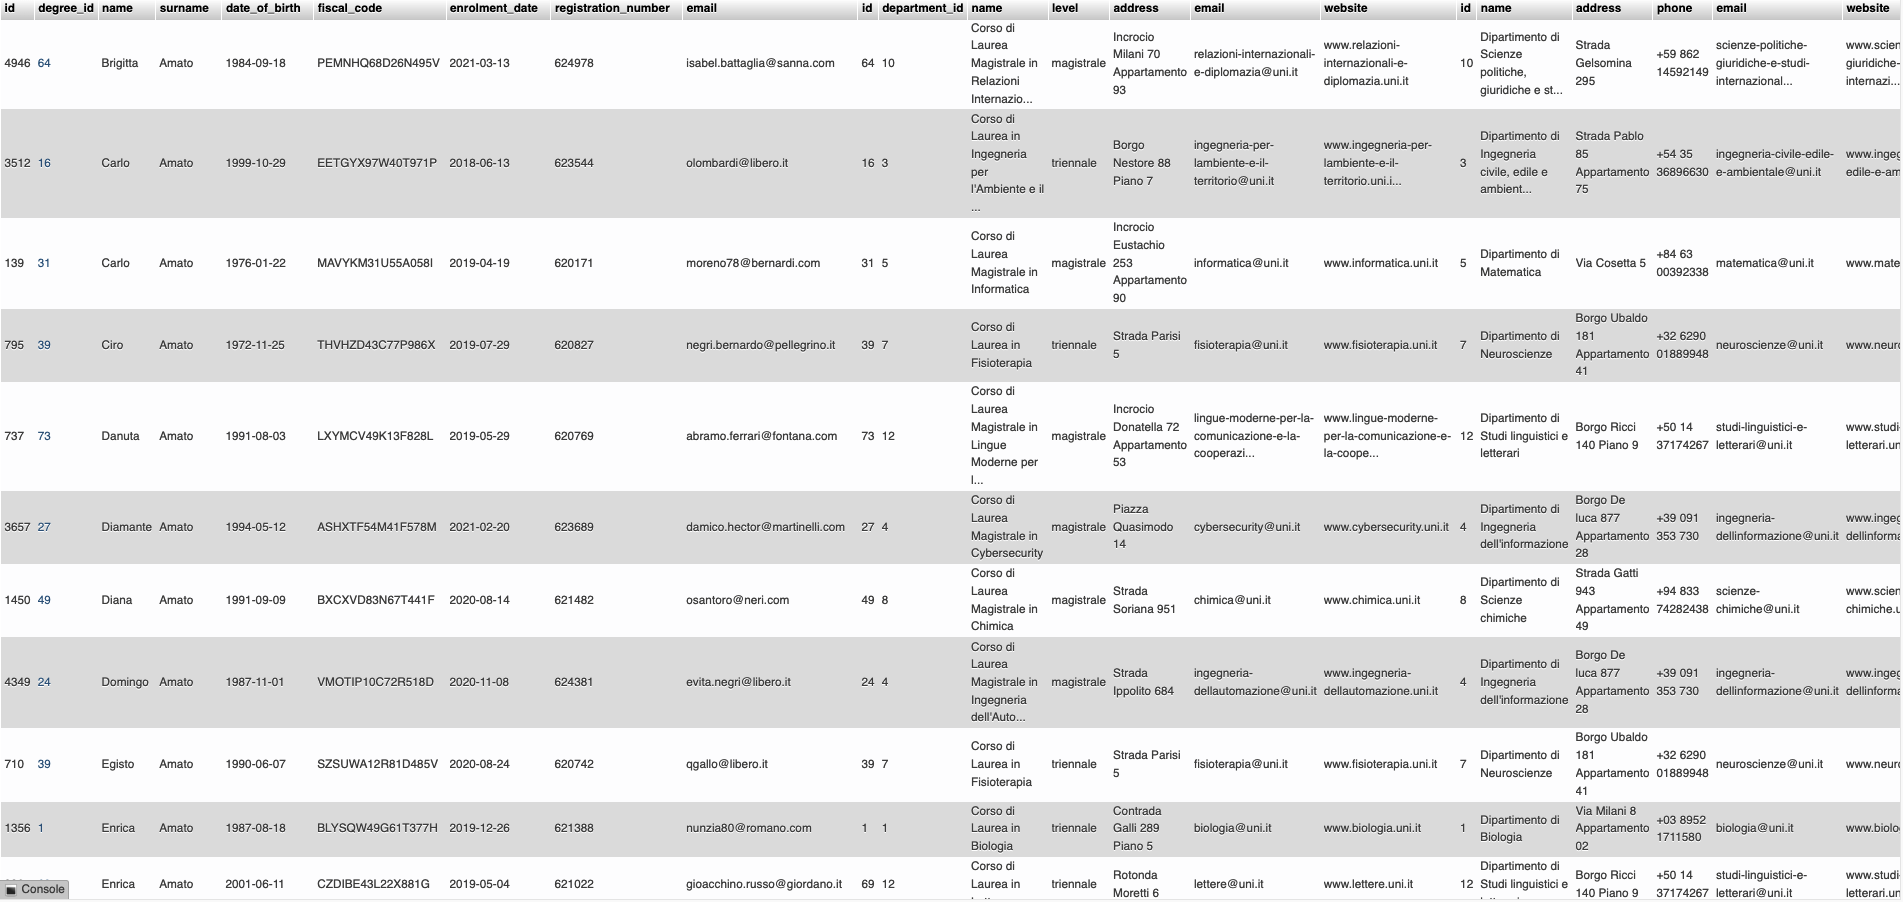 id degree_id name surname date_of_birth fiscal_code enrolment_date registration_number email id department_id name level address email website id name address phone email website
4946 64 Brigitta Amato 1984-09-18 PEMNHQ68D26N495V 2021-03-13 624978 isabel.battaglia@sanna.com 64 10 Corso di Laurea Magistrale in Relazioni Internazio... magistrale Incrocio Milani 70 Appartamento 93 relazioni-internazionali-e-diplomazia@uni.it www.relazioni-internazionali-e-diplomazia.uni.it 10 Dipartimento di Scienze politiche, giuridiche e st... Strada Gelsomina 295 +59 862 14592149 scienze-politiche-giuridiche-e-studi-internazional... www.scien giuridiche- internazi...
3512 16 Carlo Amato 1999-10-29 EETGYX97W40T971P 2018-06-13 623544 olombardi@libero.it 16 3 Corso di Laurea in Ingegneria per l'Ambiente e il ... triennale Borgo Nestore 88 Piano 7 ingegneria-per-lambiente-e-il-territorio@uni.it www.ingegneria-per-lambiente-e-il-territorio.uni.i... 3 Dipartimento di Ingegneria civile, edile e ambient... Strada Pablo 85 Appartamento 75 +54 35 36896630 ingegneria-civile-edile-e-ambientale@uni.it www.ingeg edile-e-am
139 31 Carlo Amato 1976-01-22 MAVYKM31U55A058I 2019-04-19 620171 moreno78@bernardi.com 31 5 Corso di Laurea Magistrale in Informatica magistrale Incrocio Eustachio 253 Appartamento 90 informatica@uni.it www.informatica.uni.it 5 Dipartimento di Matematica Via Cosetta 5 +84 63 00392338 matematica@uni.it www.mate
795 39 Ciro Amato 1972-11-25 THVHZD43C77P986X 2019-07-29 620827 negri.bernardo@pellegrino.it 39 7 Corso di Laurea in Fisioterapia triennale Strada Parisi 5 fisioterapia@uni.it www.fisioterapia.uni.it 7 Dipartimento di Neuroscienze Borgo Ubaldo 181 Appartamento 41 +32 6290 01889948 neuroscienze@uni.it www.neuro
737 73 Danuta Amato 1991-08-03 LXYMCV49K13F828L 2019-05-29 620769 abramo.ferrari@fontana.com 73 12 Corso di Laurea Magistrale in Lingue Moderne per l... magistrale Incrocio Donatella 72 Appartamento 53 lingue-moderne-per-la-comunicazione-e-la-cooperazi... www.lingue-moderne-per-la-comunicazione-e-la-coope... 12 Dipartimento di Studi linguistici e letterari Borgo Ricci 140 Piano 9 +50 14 37174267 studi-linguistici-e-letterari@uni.it www.studi- letterari.un
3657 27 Diamante Amato 1994-05-12 ASHXTF54M41F578M 2021-02-20 623689 damico.hector@martinelli.com 27 4 Corso di Laurea Magistrale in Cybersecurity magistrale Piazza Quasimodo 14 cybersecurity@uni.it www.cybersecurity.uni.it 4 Dipartimento di Ingegneria dell'informazione Borgo De luca 877 Appartamento 28 +39 091 353 730 ingegneria-dellinformazione@uni.it www.ingeg dellinforma
1450 49 Diana Amato 1991-09-09 BXCXVD83N67T441F 2020-08-14 621482 osantoro@neri.com 49 8 Corso di Laurea Magistrale in Chimica magistrale Strada Soriana 951 chimica@uni.it www.chimica.uni.it 8 Dipartimento di Scienze chimiche Strada Gatti 943 Appartamento 49 +94 833 74282438 scienze-chimiche@uni.it www.scien chimiche.u
4349 24 Domingo Amato 1987-11-01 VMOTIP10C72R518D 2020-11-08 624381 evita.negri@libero.it 24 4 Corso di Laurea Magistrale in Ingegneria dell'Auto... magistrale Strada Ippolito 684 ingegneria-dellautomazione@uni.it www.ingegneria-dellautomazione.uni.it 4 Dipartimento di Ingegneria dell'informazione Borgo De luca 877 Appartamento 28 +39 091 353 730 ingegneria-dellinformazione@uni.it www.ingeg dellinforma
710 39 Egisto Amato 1990-06-07 SZSUWA12R81D485V 2020-08-24 620742 qgallo@libero.it 39 7 Corso di Laurea in Fisioterapia triennale Strada Parisi 5 fisioterapia@uni.it www.fisioterapia.uni.it 7 Dipartimento di Neuroscienze Borgo Ubaldo 181 Appartamento 41 +32 6290 01889948 neuroscienze@uni.it www.neuro
1356 1 Enrica Amato 1987-08-18 BLYSQW49G61T377H 2019-12-26 621388 nunzia80@romano.com 1 1 Corso di Laurea in Biologia triennale Contrada Galli 289 Piano 5 biologia@uni.it www.biologia.uni.it 1 Dipartimento di Biologia Via Milani 8 Appartamento 02 +03 8952 1711580 biologia@uni.it www.biolo
Enrica Amato 2001-06-11 CZDIBE43L22X881G 2019-05-04 621022 gioacchino.russo@giordano.it 69 12 Corso di Laurea in triennale Rotonda Moretti 6 lettere@uni.it www.lettere.uni.it 12 Dipartimento di Studi linguistici e Borgo Ricci 140 Piano 9 +50 14 37174267 studi-linguistici-e-letterari@uni.it www.studi- letterari.un
Console